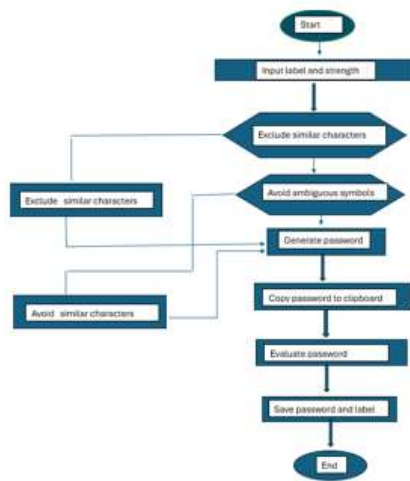 Start
Input label and strength
Exclude similar characters
Avoid ambiguous symbols
Exclude similar characters
Generate password
Copy password to clipboard
Avoid similar characters
Evaluate password
Save password and label
End